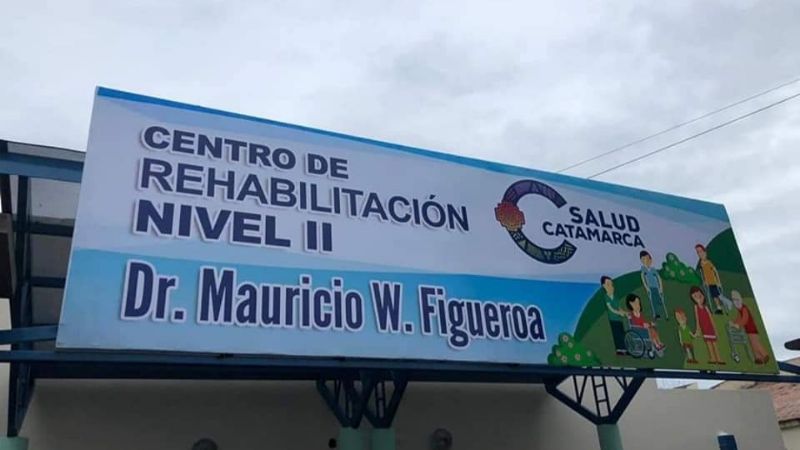 CENTRO DE
REHABILITACIÓN
NIVEL II
Dr. Mauricio W. Figueroa
SALUD
CATAMARCA